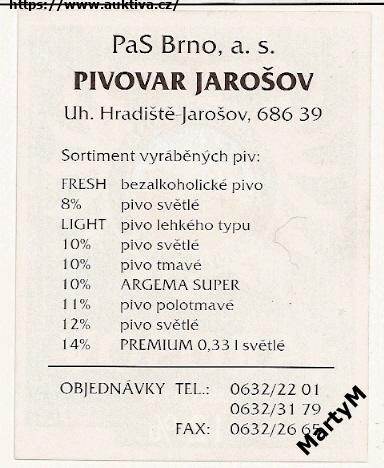 https://www.auktiva.cz/
PaS Brno, a. s.
PIVOVAR JAROŠOV
Uh. Hradiště-Jarošov, 686 39
Sortiment vyráběných piv:
FRESH bezalkoholické pivo
8% pivo světlé
LIGHT pivo lehkého typu
10% pivo světlé
10% pivo tmavé
10% ARGEMA SUPER
11% pivo polotmavé
12% pivo světlé
14% PREMIUM 0,33 l světlé
OBJEDNÁVKY TEL.: 0632/22 01
0632/31 79
FAX: 0632/26 65
MartyM